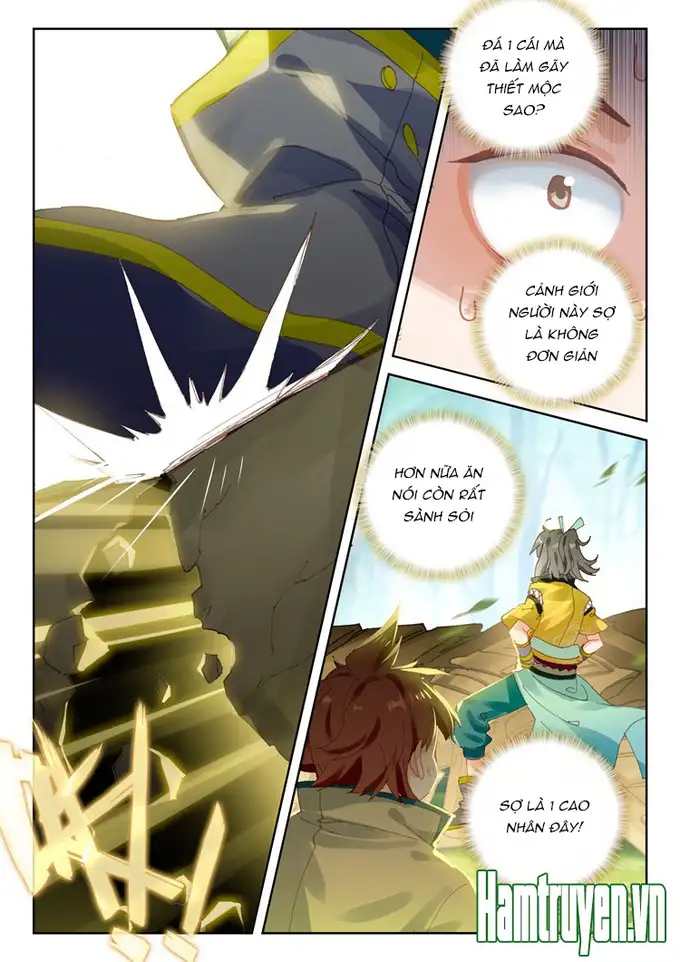 ĐÁ 1 CÁI MÀ
ĐÃ LÀM GÃY
THIẾT MỘC
SAO?
CẢNH GIỚI
NGƯỜI NÀY SỢ
LÀ KHÔNG
ĐƠN GIẢN
HƠN NỮA ĂN
NÓI CÒN RẤT
SÀNH SỎI
SỢ LÀ 1 CAO
NHÂN ĐÂY!
Hamtruyen.vn